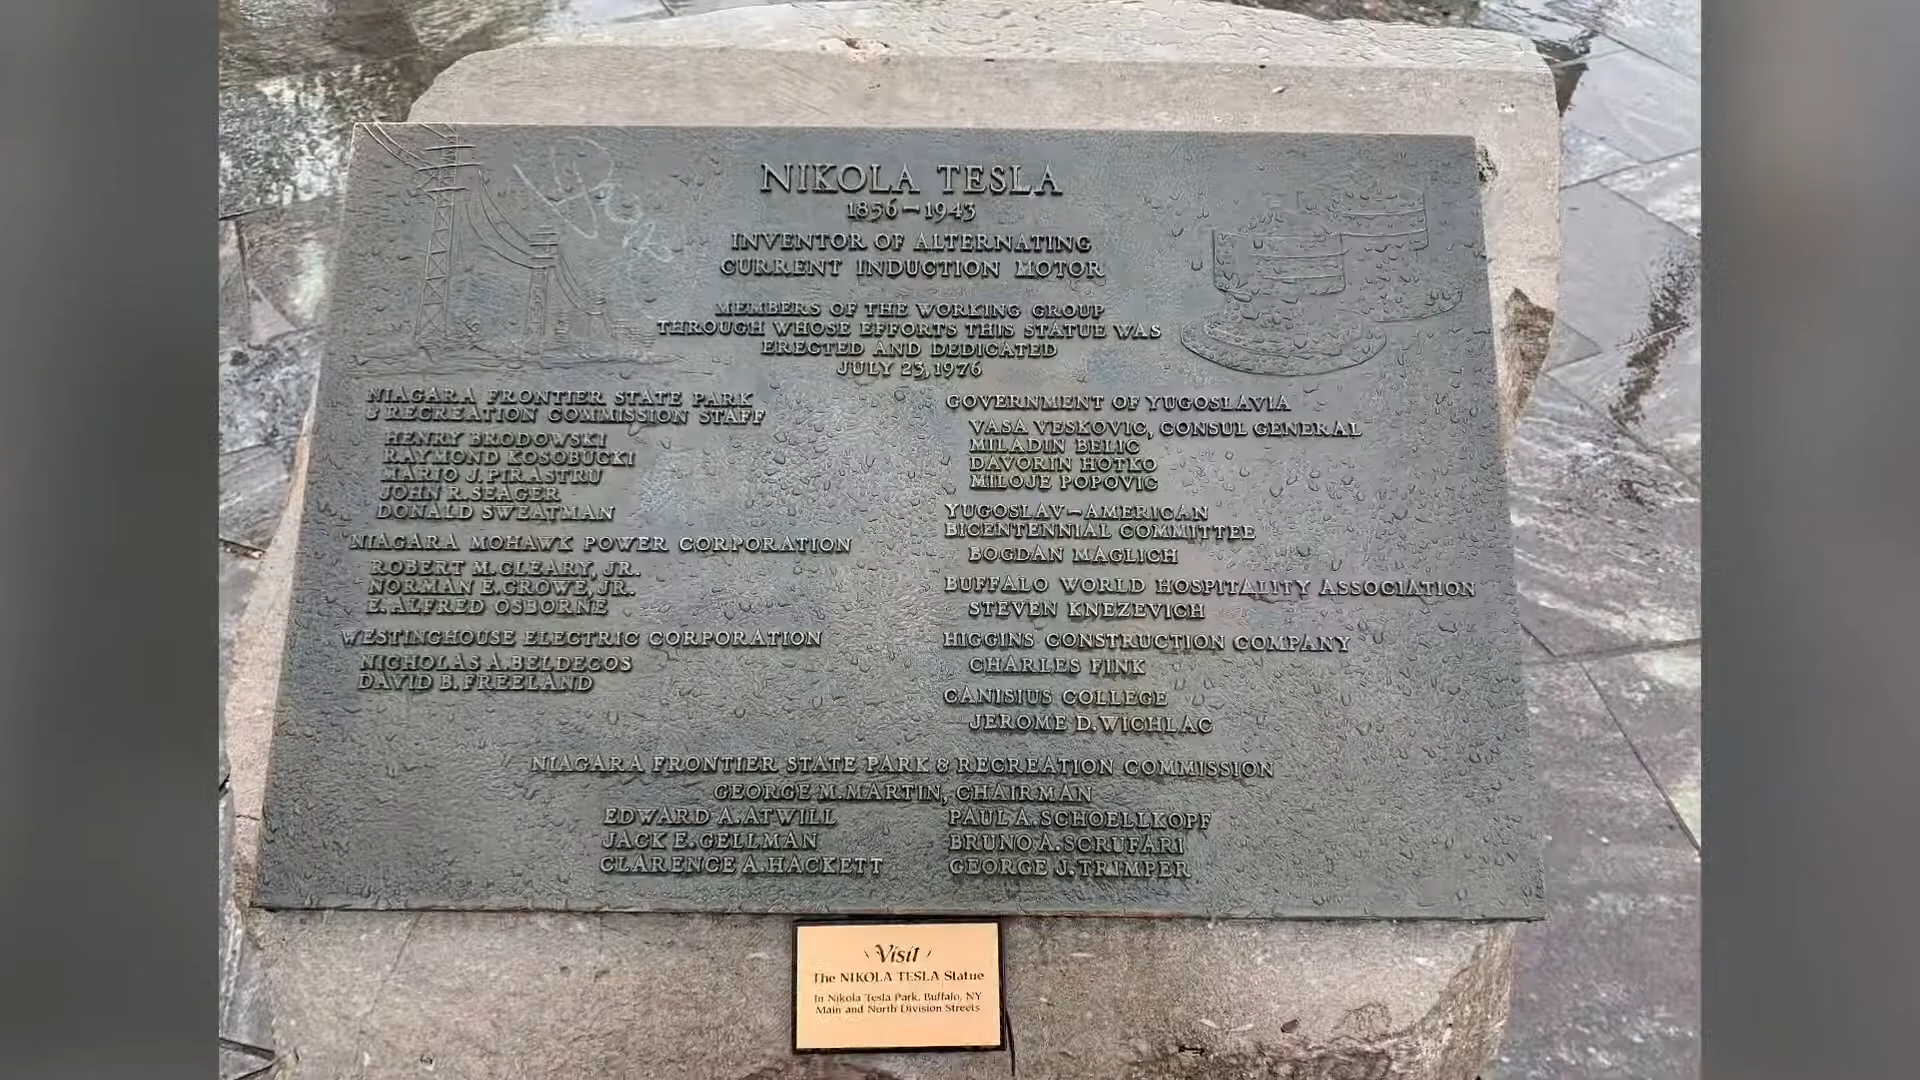 NIKOLA TESLA
1856-1943
INVENTOR OF ALTERNATING
CURRENT INDUCTION MOTOR
MEMBERS OF THE WORKING GROUP
THROUGH WHOSE EFFORTS THIS STATUE WAS
ERECTED AND DEDICATED
JULY 23, 1976
NIAGARA FRONTIER STATE PARK
& RECREATION COMMISSION STAFF
HENRY BRODOWSKI
RAYMOND KOSOBUCKI
MARIO J. PIRASTRU
JOHN R. SEAGER
DONALD SWEATMAN
NIAGARA MOHAWK POWER CORPORATION
ROBERT M. CLEARY, JR.
NORMAN E. CROWE, JR.
E. ALFRED OSBORNE
WESTINGHOUSE ELECTRIC CORPORATION
NICHOLAS A. BELDECOS
DAVID B. FREELAND
GOVERNMENT OF YUGOSLAVIA
VASA VESKOVIC, CONSUL GENERAL
MILADIN BELIC
DAVORIN HOTKO
MILOJE POPOVIC
YUGOSLAV-AMERICAN
BICENTENNIAL COMMITTEE
BOGDAN MAGLICH
BUFFALO WORLD HOSPITALITY ASSOCIATION
STEVEN KNEZEVICH
HIGGINS CONSTRUCTION COMPANY
CHARLES FINK
CANISIUS COLLEGE
JEROME D. WICHLAC
NIAGARA FRONTIER STATE PARK & RECREATION COMMISSION
GEORGE M. MARTIN, CHAIRMAN
EDWARD A. ATWILL
JACK E. GELLMAN
CLARENCE A. HACKETT
PAUL A. SCHOELLKOPF
BRUNO A. SCRUFARI
GEORGE J. TRIMPER
Visit
The NIKOLA TESLA Statue
In Nikola Tesla Park, Buffalo, NY
Main and North Division Streets